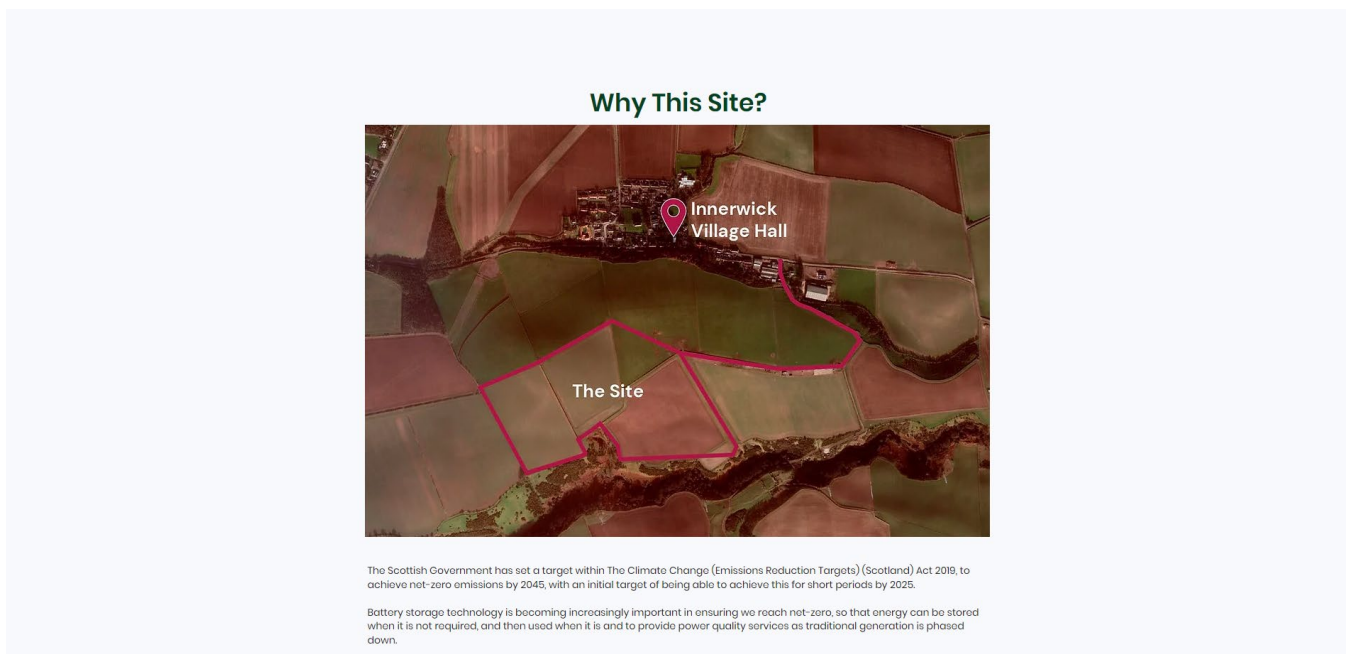 Why This Site?
Innerwick
Village Hall
The Site
The Scottish Government has set a target within The Climate Change (Emissions Reduction Targets) (Scotland) Act 2019, to
achieve net-zero emissions by 2045, with an initial target of being able to achieve this for short periods by 2025.
Battery storage technology is becoming increasingly important in ensuring we reach net-zero, so that energy can be stored
when it is not required, and then used when it is and to provide power quality services as traditional generation is phased
down.